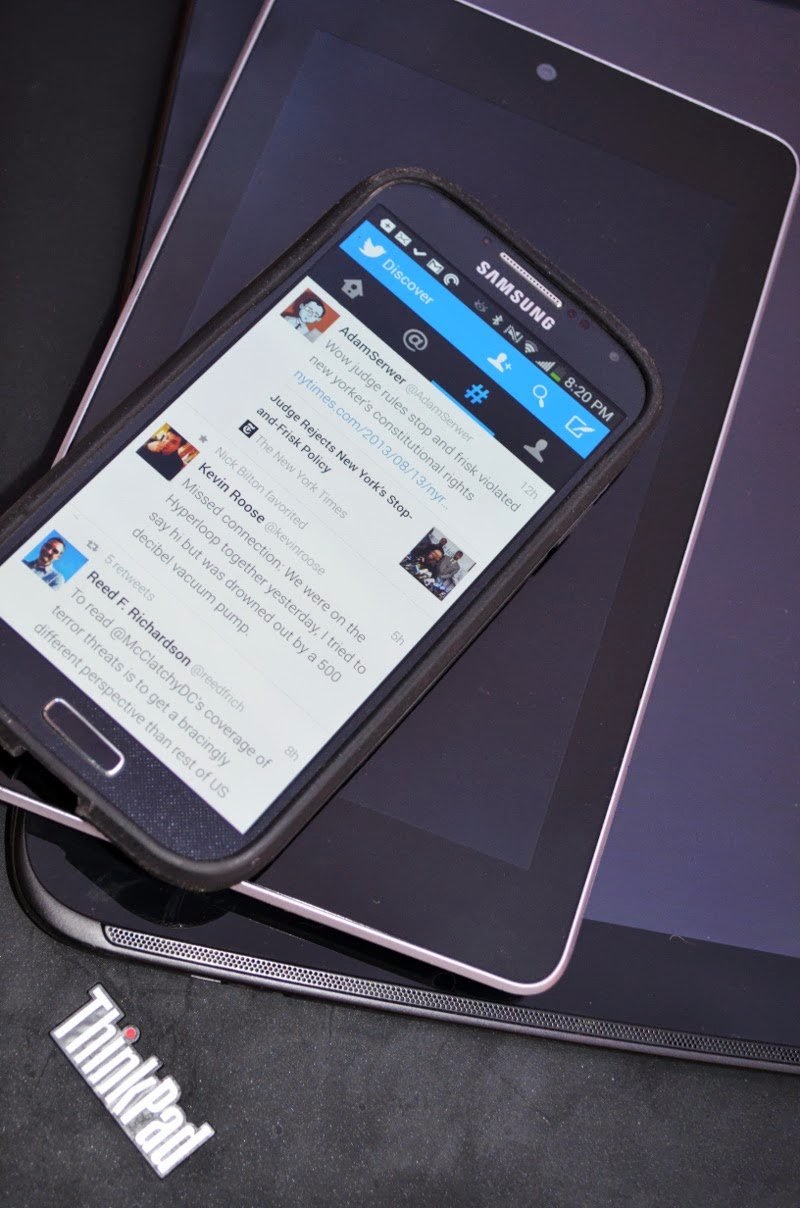 SAMSUNG
8:20 PM
Discover
@
#
AdamSerwer @AdamSerwer
12h
Wow judge rules stop and frisk violated
new yorker's constitutional rights
nytimes.com/2013/08/13/nyr...
Judge Rejects New York's Stop-
and-Frisk Policy
The New York Times
Nick Bilton favorited
Kevin Roose @kevinroose
5h
Missed connection: We were on the
Hyperloop together yesterday, I tried to
say hi but was drowned out by a 500
decibel vacuum pump.
5 retweets
Reed F. Richardson @reedfrich
8h
To read @McClatchyDC's coverage of
terror threats is to get a bracingly
different perspective than rest of US
ThinkPad